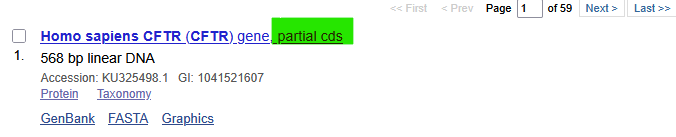 << First < Prev Page 1 of 59 Next > Last >>
Homo sapiens CFTR (CFTR) gene, partial cds
1. 568 bp linear DNA
Accession: KU325498.1 GI: 1041521607
Protein Taxonomy
GenBank FASTA Graphics